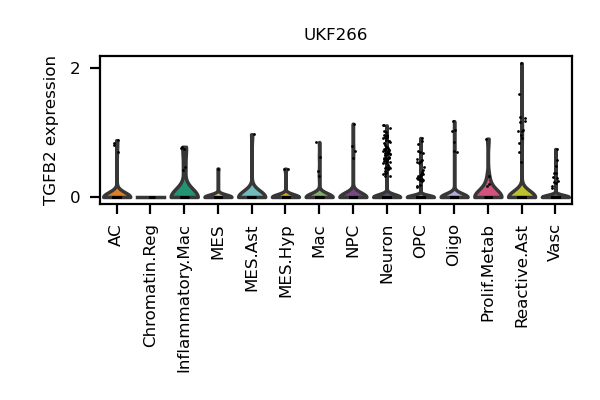 UKF266
TGFB2 expression
2
0
AC
Chromatin.Reg
Inflammatory.Mac
MES
MES.Ast
MES.Hyp
Mac
NPC
Neuron
OPC
Oligo
Prolif.Metab
Reactive.Ast
Vasc